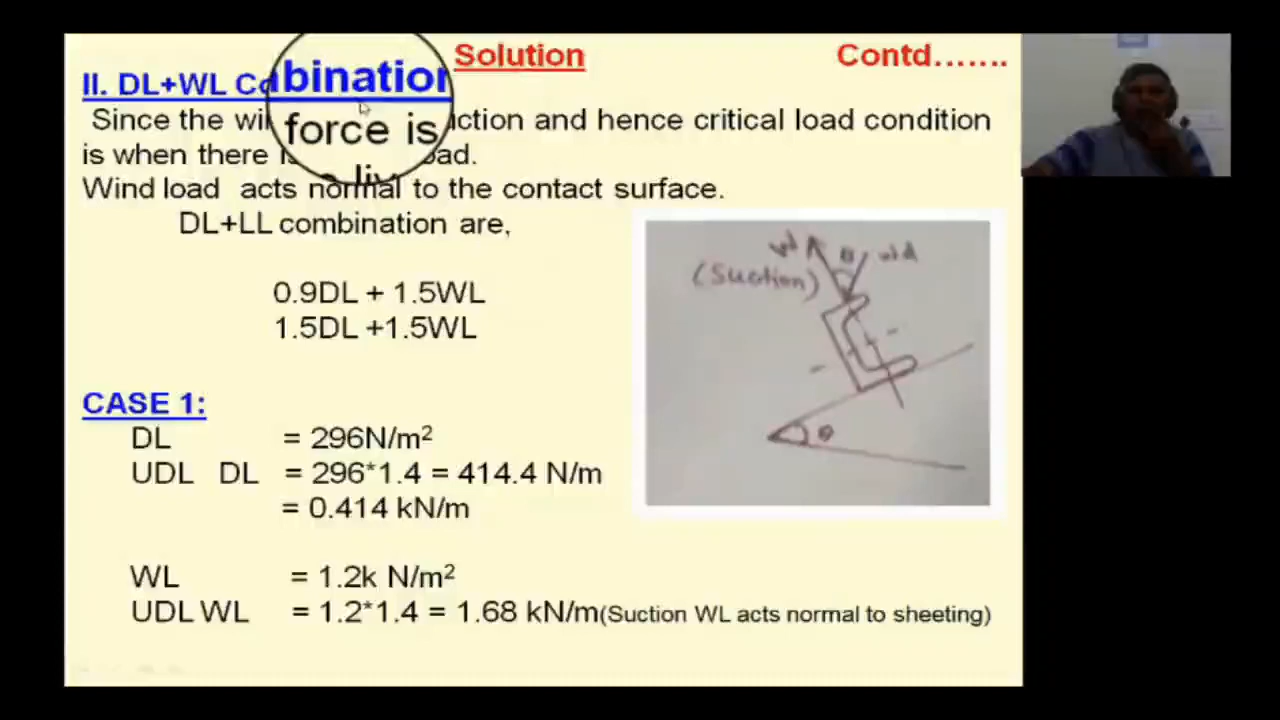 Solution
Contd.......
II. DL+WL Co bination
Since the wi force is ction and hence critical load condition
is when there is oad.
Wind load acts normal to the contact surface.
DL+LL combination are,
0.9DL + 1.5WL
1.5DL +1.5WL
WL θ wd
(Suction)
θ
CASE 1:
DL = 296N/m²
UDL DL = 296*1.4 = 414.4 N/m
= 0.414 kN/m
WL = 1.2k N/m²
UDL WL = 1.2*1.4 = 1.68 kN/m(Suction WL acts normal to sheeting)